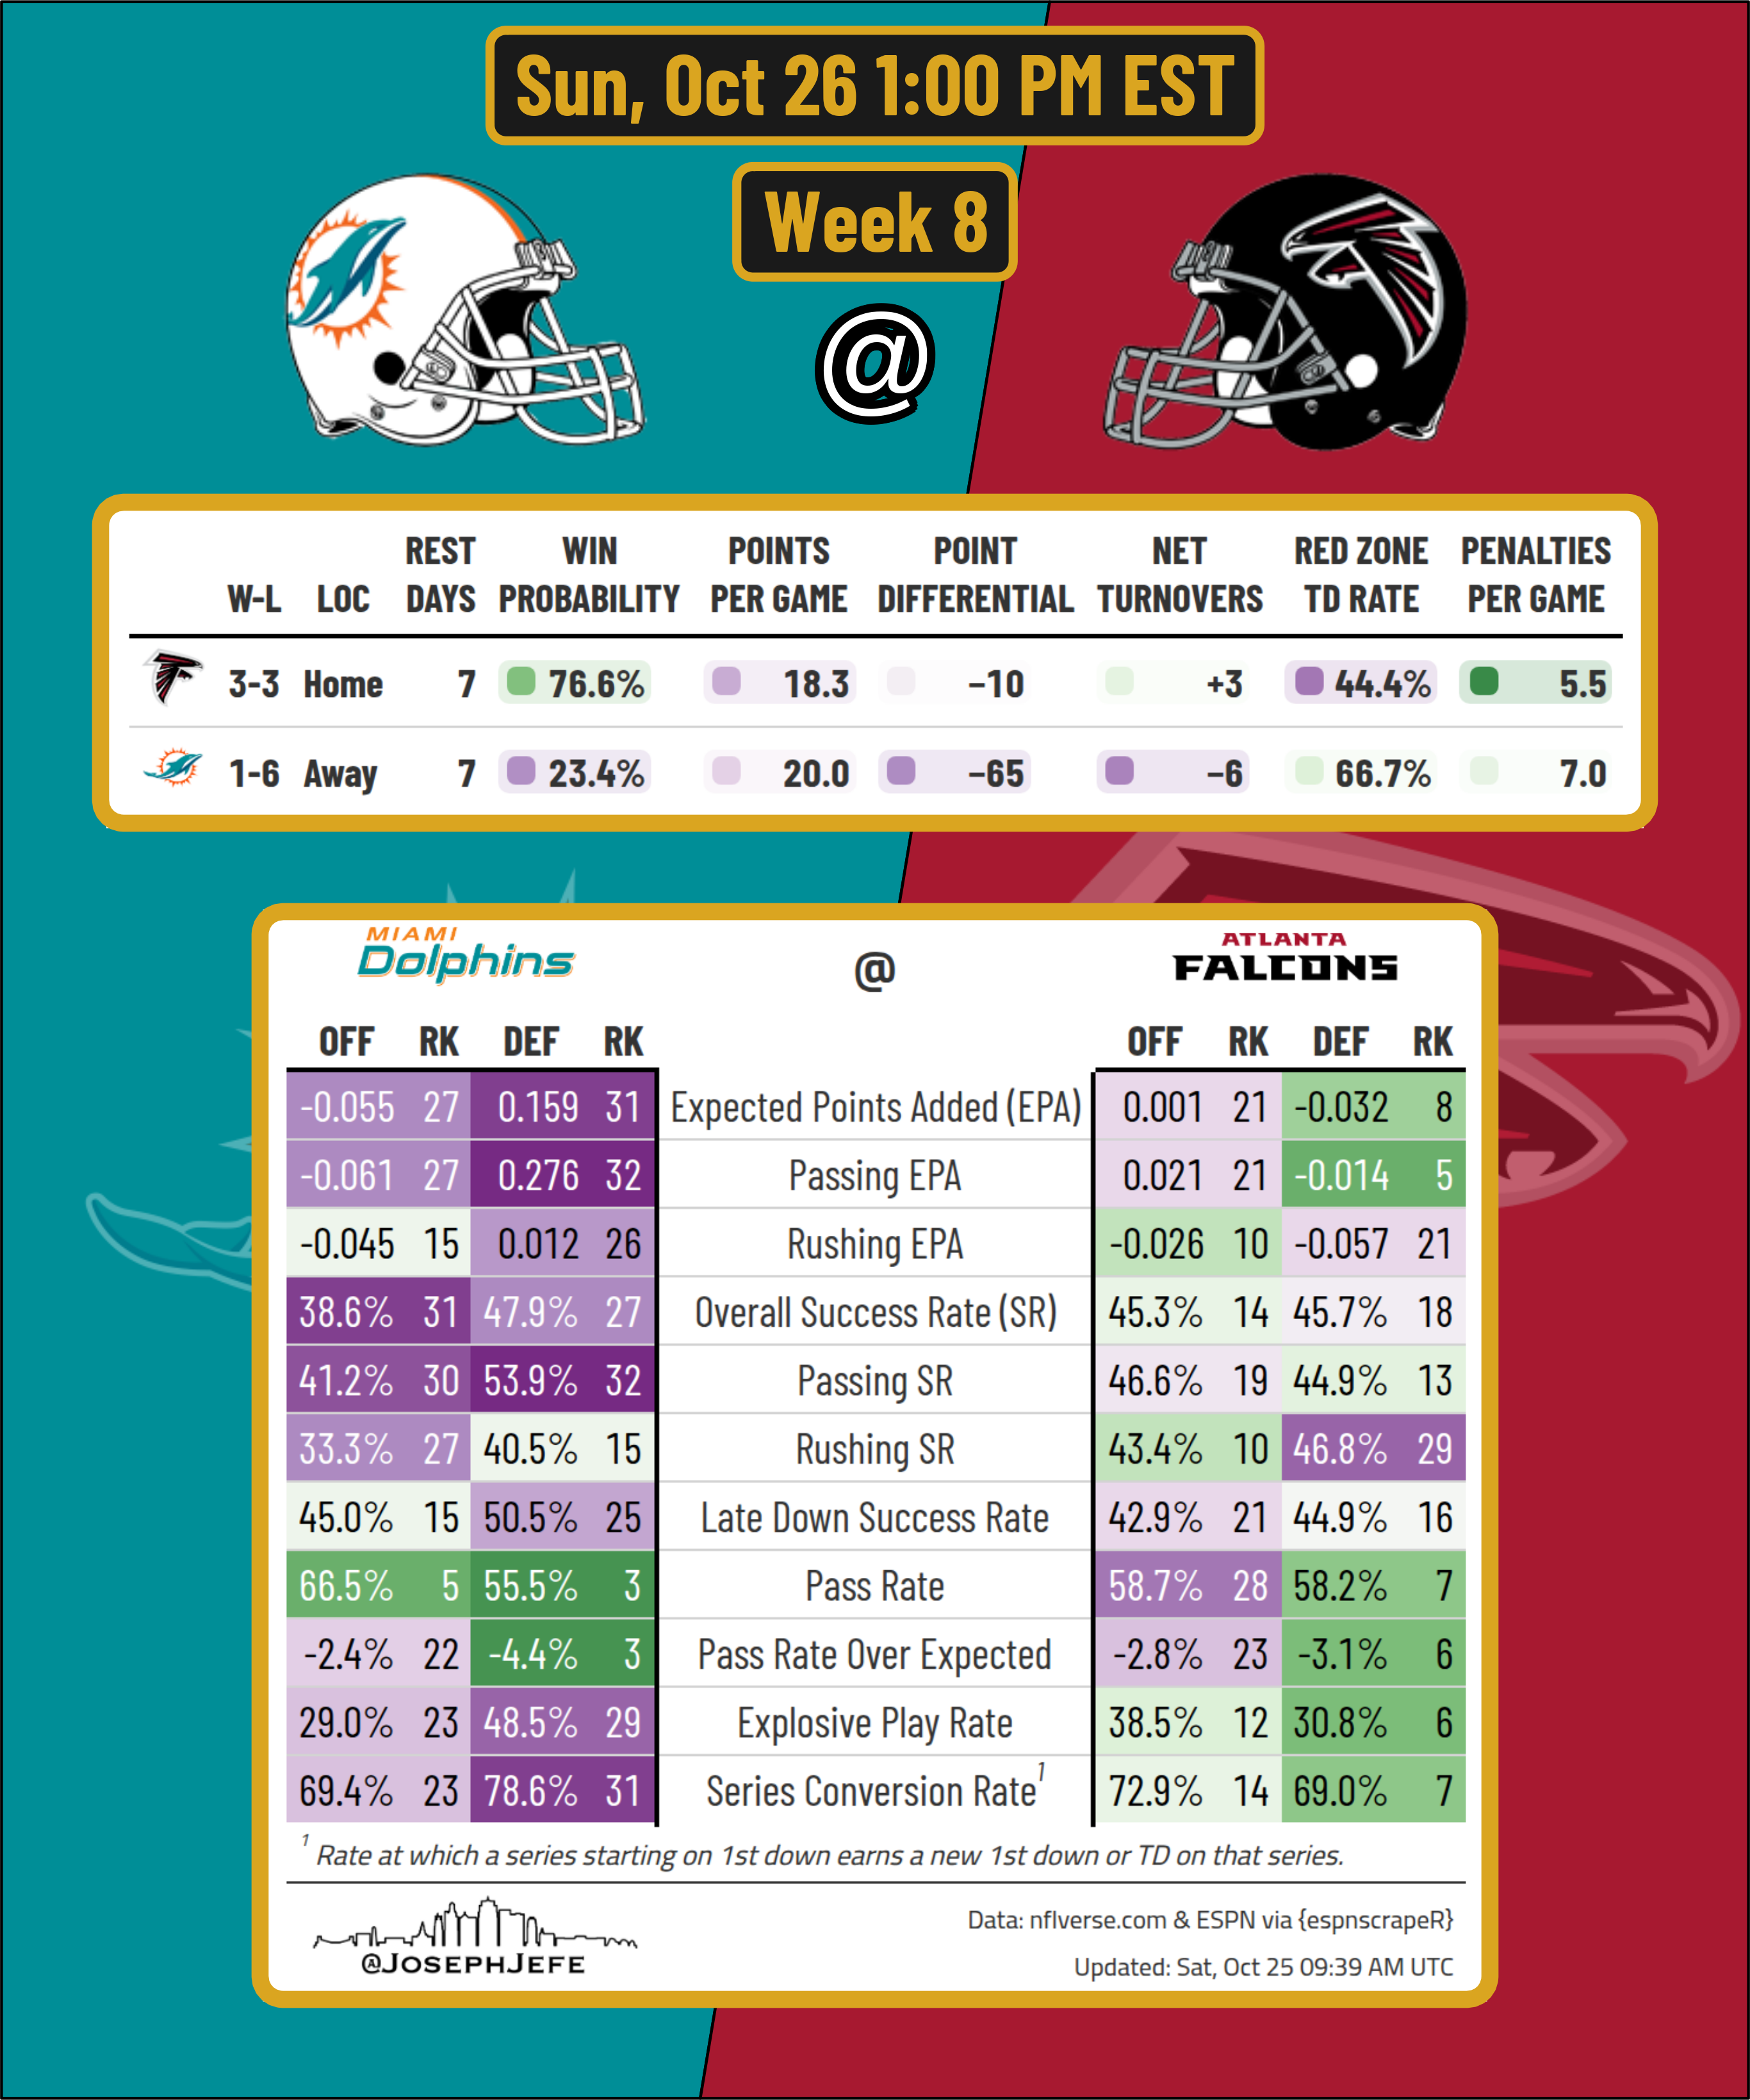 Sun, Oct 26 1:00 PM EST
Week 8
@
W-L LOC REST DAYS WIN PROBABILITY POINTS PER GAME POINT DIFFERENTIAL NET TURNOVERS RED ZONE TD RATE PENALTIES PER GAME
3-3 Home 7 76.6% 18.3 −10 +3 44.4% 5.5
1-6 Away 7 23.4% 20.0 −65 −6 66.7% 7.0
MIAMI Dolphins @ ATLANTA FALCONS
OFF RK DEF RK OFF RK DEF RK
-0.055 27 0.159 31 Expected Points Added (EPA) 0.001 21 -0.032 8
-0.061 27 0.276 32 Passing EPA 0.021 21 -0.014 5
-0.045 15 0.012 26 Rushing EPA -0.026 10 -0.057 21
38.6% 31 47.9% 27 Overall Success Rate (SR) 45.3% 14 45.7% 18
41.2% 30 53.9% 32 Passing SR 46.6% 19 44.9% 13
33.3% 27 40.5% 15 Rushing SR 43.4% 10 46.8% 29
45.0% 15 50.5% 25 Late Down Success Rate 42.9% 21 44.9% 16
66.5% 5 55.5% 3 Pass Rate 58.7% 28 58.2% 7
-2.4% 22 -4.4% 3 Pass Rate Over Expected -2.8% 23 -3.1% 6
29.0% 23 48.5% 29 Explosive Play Rate 38.5% 12 30.8% 6
69.4% 23 78.6% 31 Series Conversion Rate¹ 72.9% 14 69.0% 7
¹ Rate at which a series starting on 1st down earns a new 1st down or TD on that series.
@JOSEPHJEFE
Data: nflverse.com & ESPN via {espnscrapeR}
Updated: Sat, Oct 25 09:39 AM UTC